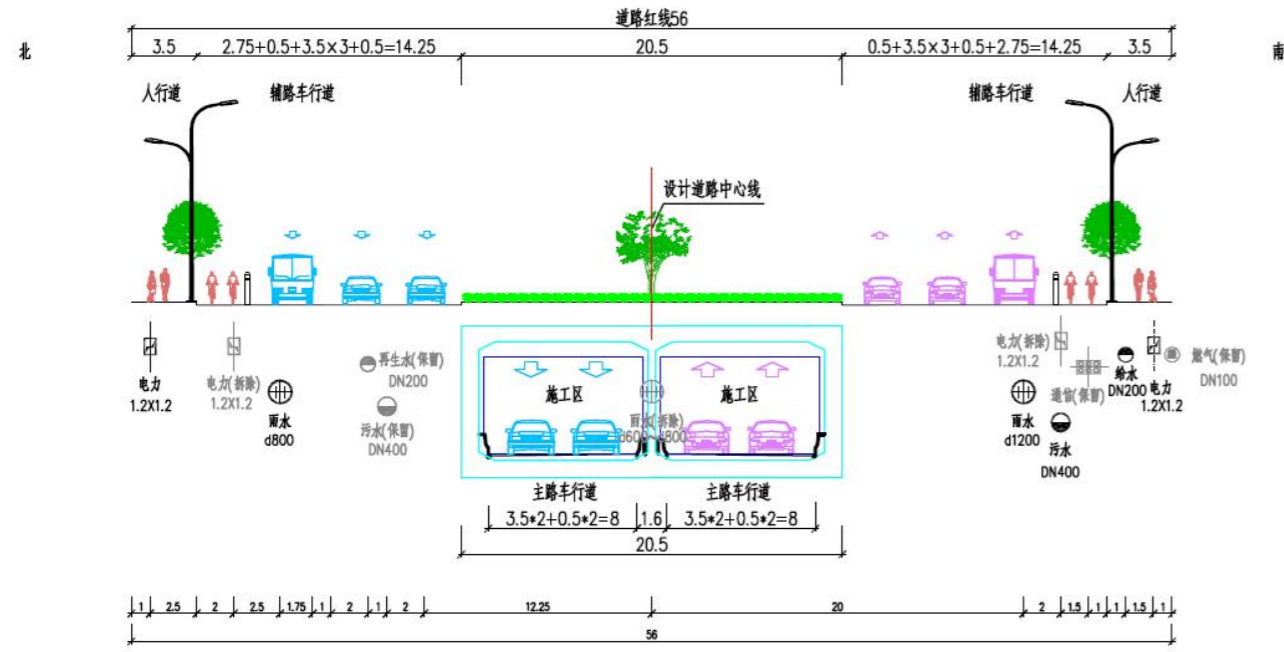 道路红线56
北
3.5
2.75+0.5+3.5×3+0.5=14.25
20.5
0.5+3.5×3+0.5+2.75=14.25
3.5
南
人行道
辅路车行道
辅路车行道
人行道
设计道路中心线
电力
1.2X1.2
电力(拆除)
1.2X1.2
雨水
d800
再生水(保留)
DN200
污水(保留)
DN400
施工区
雨水(拆除)
d600~d800
施工区
电力(拆除)
1.2X1.2
雨水
d1200
通信(保留)
污水
DN400
给水
DN200
电力
1.2X1.2
燃气(保留)
DN100
主路车行道
主路车行道
3.5*2+0.5*2=8
1.6
3.5*2+0.5*2=8
20.5
1
2.5
2
2.5
1.75
1
2
1
2
12.25
20
2
1.5
1
1
1.5
1
56